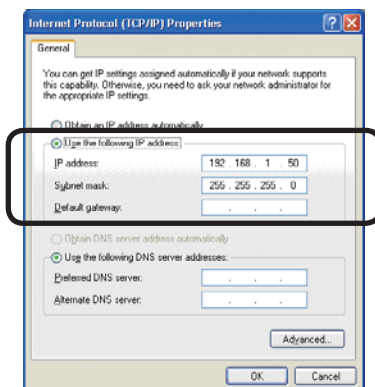 Internet Protocol (TCP/IP) Properties
General
You can get IP settings assigned automatically if your network supports
this capability. Otherwise, you need to ask your network administrator for
the appropriate IP settings.
Obtain an IP address automatically
Use the following IP address:
IP address: 192 . 168 . 1 . 50
Subnet mask: 255 . 255 . 255 . 0
Default gateway: . . .
Obtain DNS server address automatically
Use the following DNS server addresses:
Preferred DNS server: . . .
Alternate DNS server: . . .
Advanced...
OK Cancel